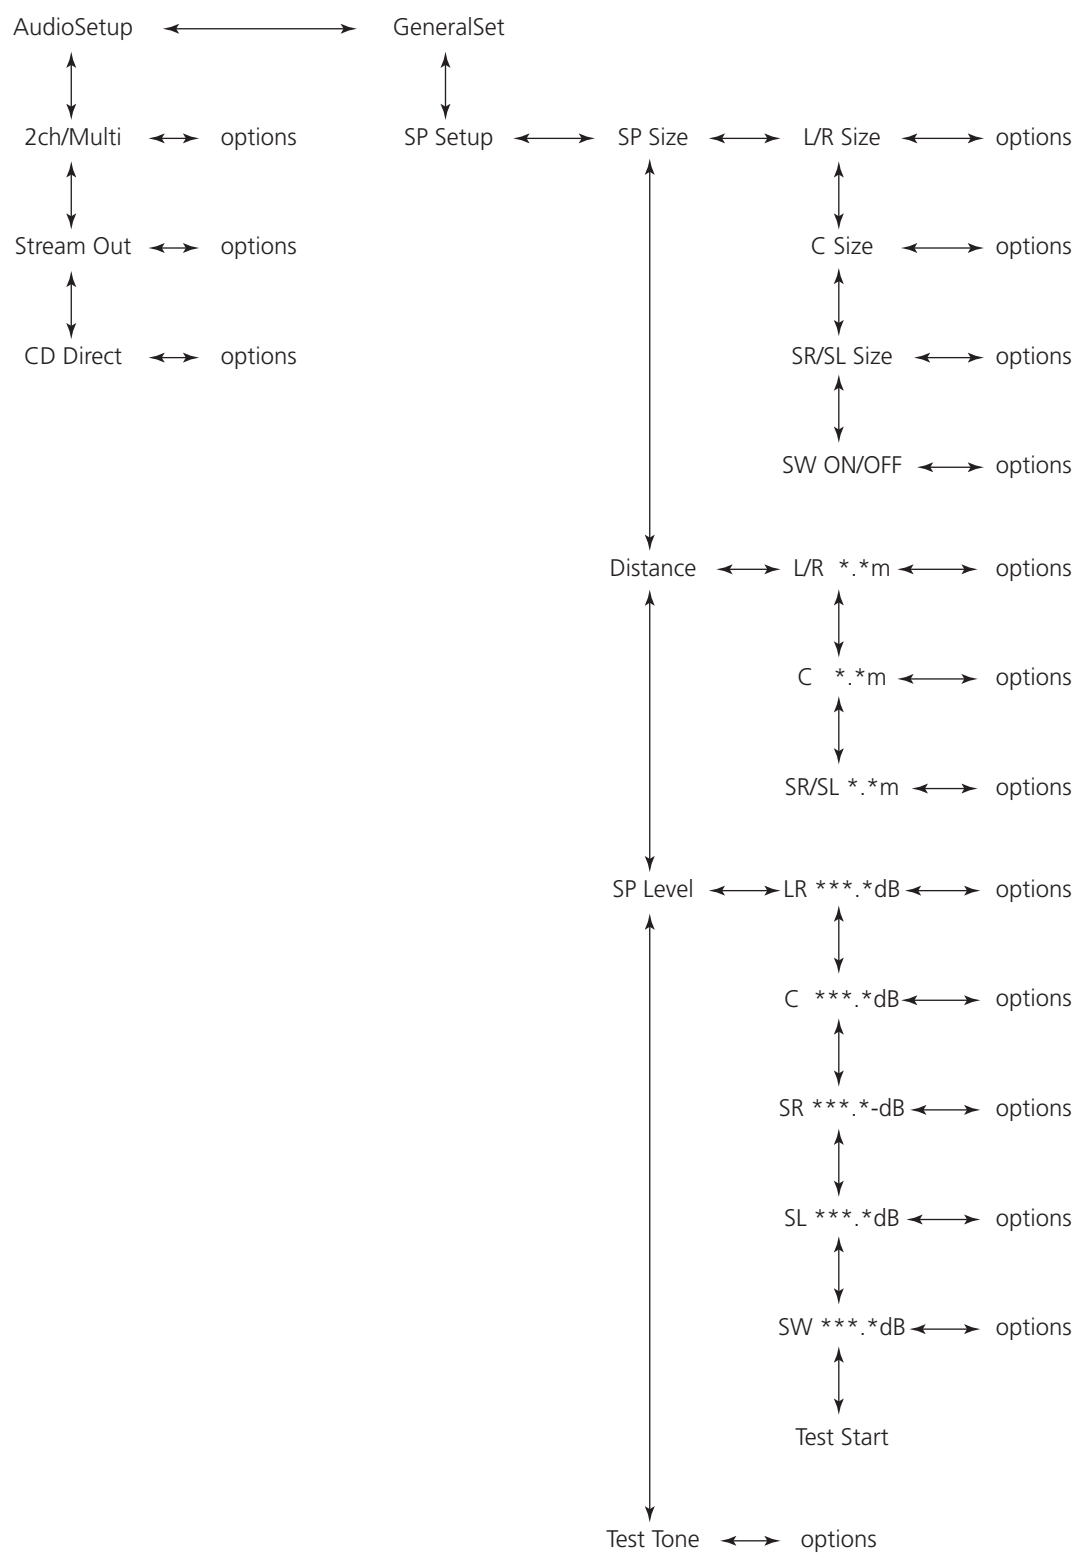 AudioSetup GeneralSet
2ch/Multi options SP Setup SP Size L/R Size options
Stream Out options C Size options
CD Direct options SR/SL Size options
SW ON/OFF options
Distance L/R *.*m options
C *.*m options
SR/SL *.*m options
SP Level LR ***.*dB options
C ***.*dB options
SR ***.*-dB options
SL ***.*dB options
SW ***.*dB options
Test Start
Test Tone options